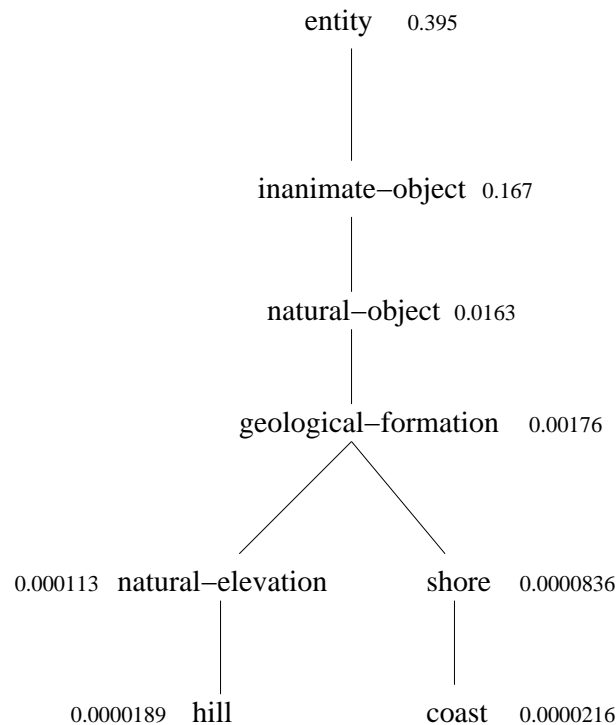 entity 0.395
inanimate−object 0.167
natural−object 0.0163
geological−formation 0.00176
0.000113 natural−elevation shore 0.0000836
0.0000189 hill coast 0.0000216